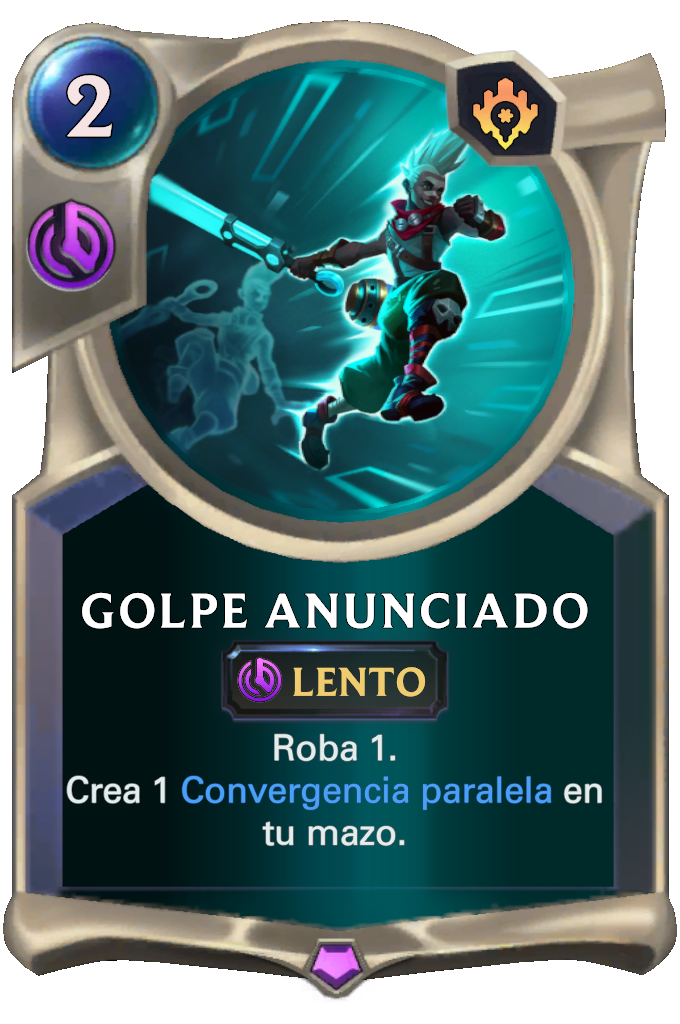 2
GOLPE ANUNCIADO
LENTO
Roba 1.
Crea 1 Convergencia paralela en
tu mazo.